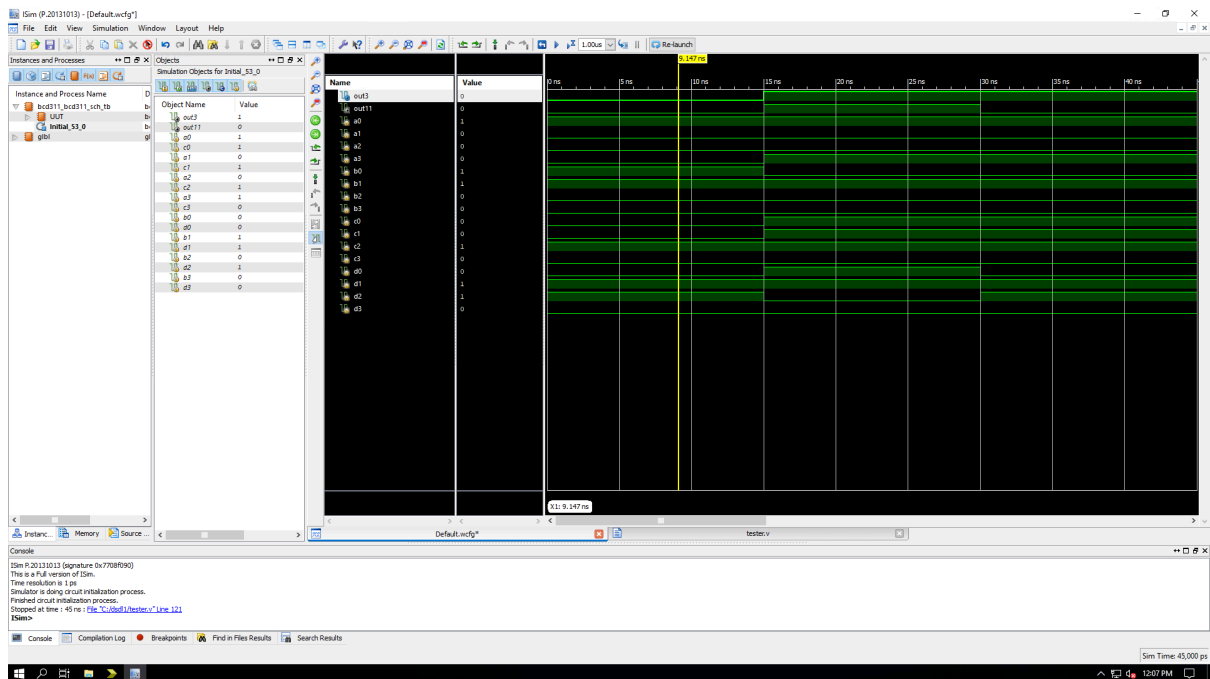 ISim (P.20131013) - [Default.wcfg*]
File Edit View Simulation Window Layout Help
1.00us Re-launch
Instances and Processes
Instance and Process Name D
bcd311_bcd311_sch_tb b
UUT b
Initial_53_0 b
glbl gl
Instanc... Memory Source ...
Objects
Simulation Objects for Initial_53_0
Object Name Value
out3 1
out11 0
a0 1
c0 1
a1 0
c1 1
a2 0
c2 1
a3 1
c3 0
b0 0
d0 0
b1 1
d1 1
b2 0
d2 1
b3 0
d3 0
9.147 ns
Name Value
0 ns 5 ns 10 ns 15 ns 20 ns 25 ns 30 ns 35 ns 40 ns
out3 0
out11 0
a0 1
a1 0
a2 0
a3 0
b0 1
b1 1
b2 0
b3 0
c0 0
c1 0
c2 1
c3 0
d0 0
d1 1
d2 1
d3 0
X1: 9.147 ns
Default.wcfg* tester.v
Console
ISim P.20131013 (signature 0x7708f090)
This is a Full version of ISim.
Time resolution is 1 ps
Simulator is doing circuit initialization process.
Finished circuit initialization process.
Stopped at time : 45 ns : File "C:/dsdl1/tester.v" Line 121
ISim>
Console Compilation Log Breakpoints Find in Files Results Search Results
Sim Time: 45,000 ps
12:07 PM